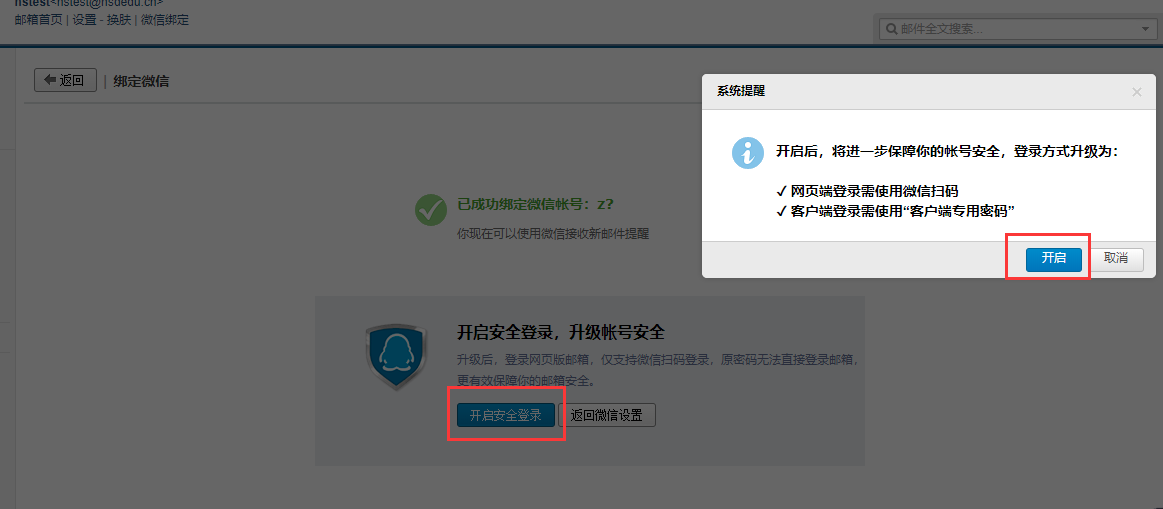 hstest<hstest@hsdedu.cn>
邮箱首页 | 设置 - 换肤 | 微信绑定
邮件全文搜索...
返回 | 绑定微信
系统提醒
开启后，将进一步保障你的帐号安全，登录方式升级为：
✓ 网页端登录需使用微信扫码
✓ 客户端登录需使用“客户端专用密码”
开启 取消
已成功绑定微信帐号：z?
你现在可以使用微信接收新邮件提醒
开启安全登录，升级帐号安全
升级后，登录网页版邮箱，仅支持微信扫码登录，原密码无法直接登录邮箱，
更有效保障你的邮箱安全。
开启安全登录 返回微信设置